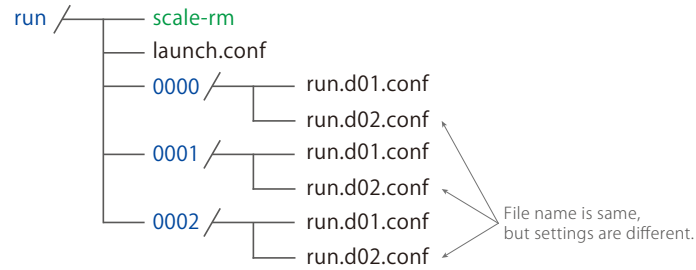 run
scale-rm
launch.conf
0000
run.d01.conf
run.d02.conf
0001
run.d01.conf
run.d02.conf
0002
run.d01.conf
run.d02.conf
File name is same,
but settings are different.